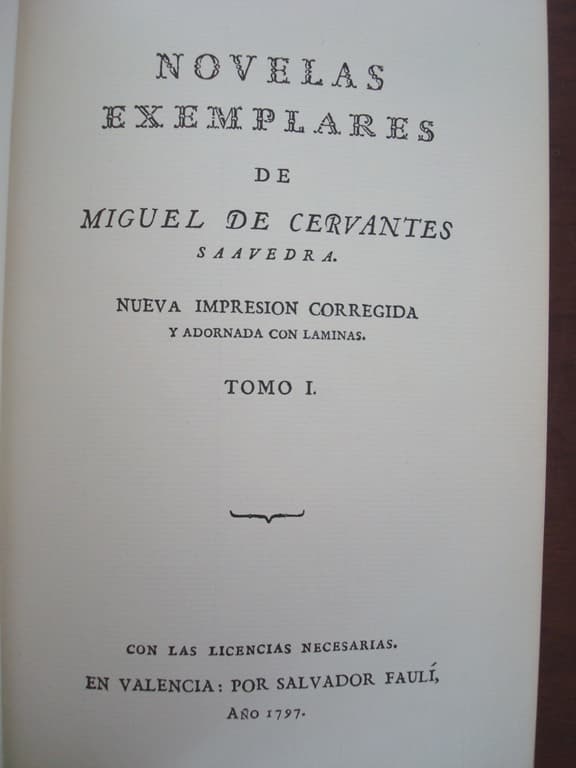 NOVELAS
EXEMPLARES
DE
MIGUEL DE CERVANTES
SAAVEDRA.
NUEVA IMPRESION CORREGIDA
Y ADORNADA CON LAMINAS.
TOMO I.
CON LAS LICENCIAS NECESARIAS.
EN VALENCIA: POR SALVADOR FAULÍ,
AÑO 1797.